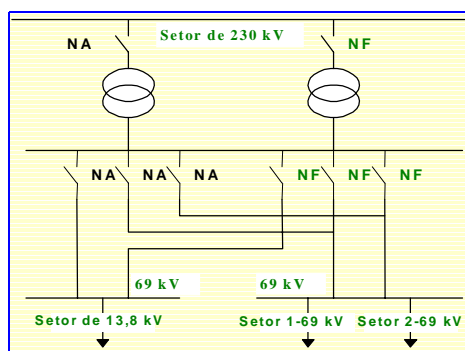 NA Setor de 230 kV NF
NA NA NA NF NF NF
69 kV 69 kV
Setor de 13,8 kV Setor 1-69 kV Setor 2-69 kV